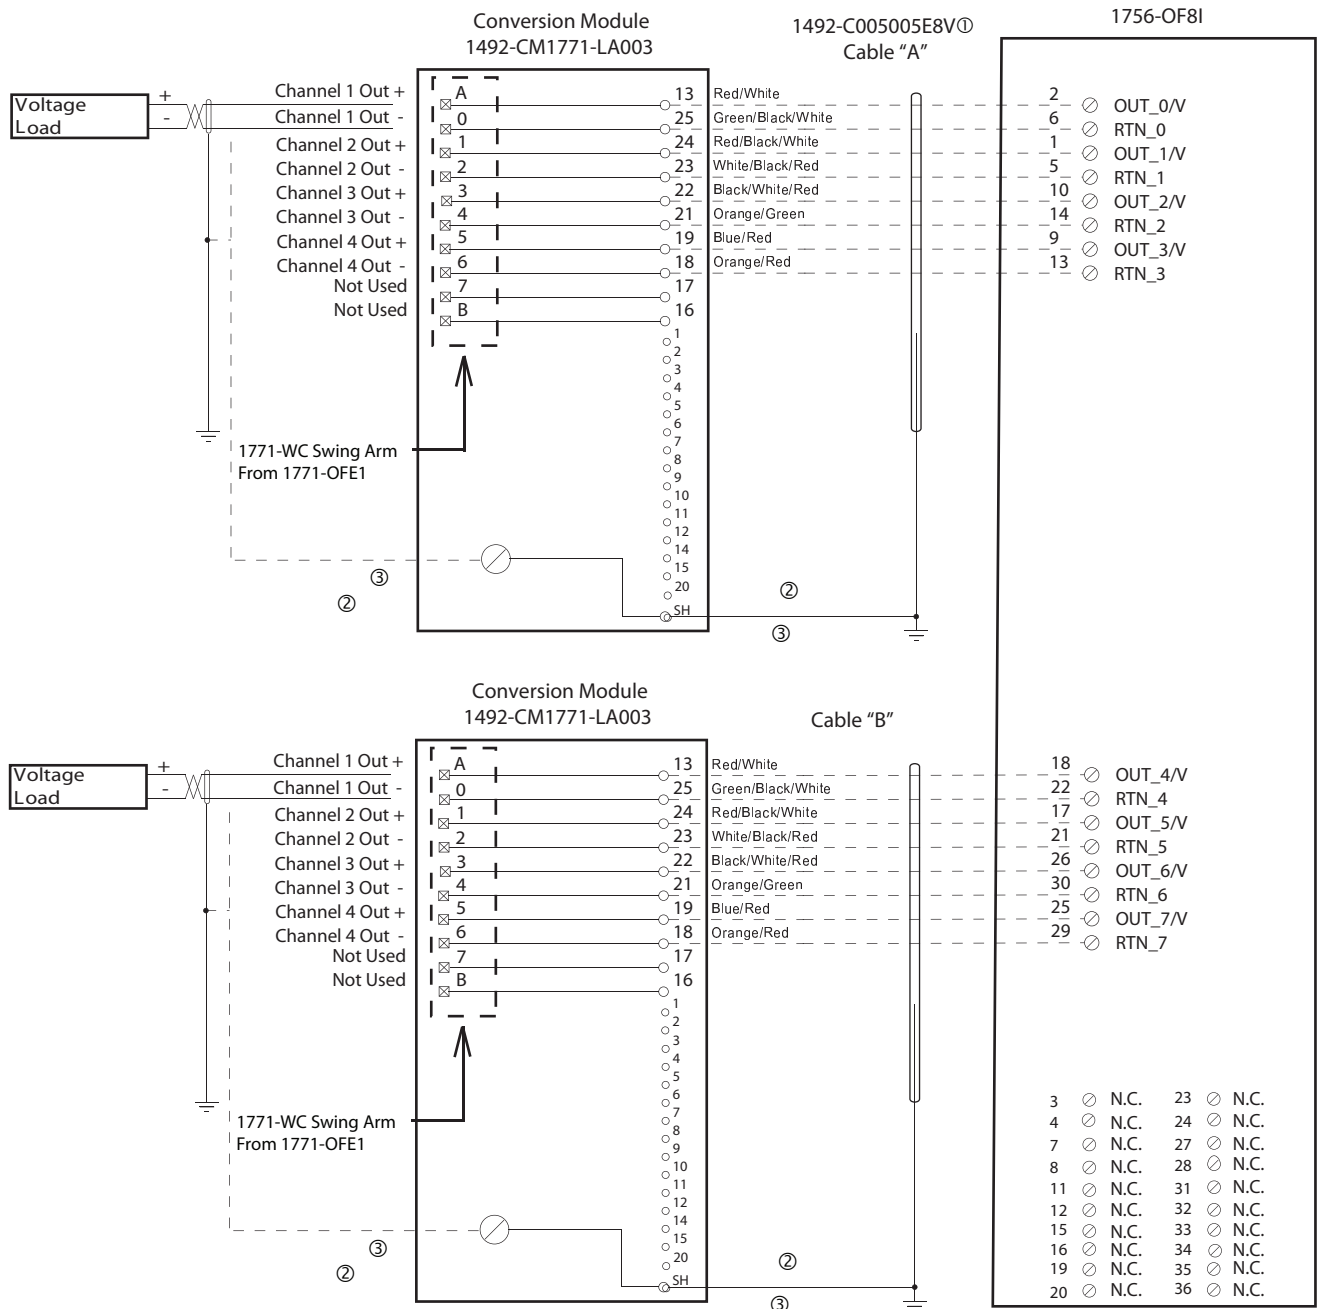 Conversion Module
1492-CM1771-LA003
1492-C005005E8V①
Cable “A”
1756-OF8I
Voltage
Load
+
-
Channel 1 Out +
Channel 1 Out -
Channel 2 Out +
Channel 2 Out -
Channel 3 Out +
Channel 3 Out -
Channel 4 Out +
Channel 4 Out -
Not Used
Not Used
A
0
1
2
3
4
5
6
7
B
1771-WC Swing Arm
From 1771-OFE1
13 Red/White 2 OUT_0/V
25 Green/Black/White 6 RTN_0
24 Red/Black/White 1 OUT_1/V
23 White/Black/Red 5 RTN_1
22 Black/White/Red 10 OUT_2/V
21 Orange/Green 14 RTN_2
19 Blue/Red 9 OUT_3/V
18 Orange/Red 13 RTN_3
17
16
1
2
3
4
5
6
7
8
9
10
11
12
14
15
20
SH
③
②
②
③
Conversion Module
1492-CM1771-LA003
Cable “B”
Voltage
Load
+
-
Channel 1 Out +
Channel 1 Out -
Channel 2 Out +
Channel 2 Out -
Channel 3 Out +
Channel 3 Out -
Channel 4 Out +
Channel 4 Out -
Not Used
Not Used
A
0
1
2
3
4
5
6
7
B
1771-WC Swing Arm
From 1771-OFE1
13 Red/White 18 OUT_4/V
25 Green/Black/White 22 RTN_4
24 Red/Black/White 17 OUT_5/V
23 White/Black/Red 21 RTN_5
22 Black/White/Red 26 OUT_6/V
21 Orange/Green 30 RTN_6
19 Blue/Red 25 OUT_7/V
18 Orange/Red 29 RTN_7
17
16
1
2
3
4
5
6
7
8
9
10
11
12
14
15
20
SH
③
②
②
③
3 N.C. 23 N.C.
4 N.C. 24 N.C.
7 N.C. 27 N.C.
8 N.C. 28 N.C.
11 N.C. 31 N.C.
12 N.C. 32 N.C.
15 N.C. 33 N.C.
16 N.C. 34 N.C.
19 N.C. 35 N.C.
20 N.C. 36 N.C.